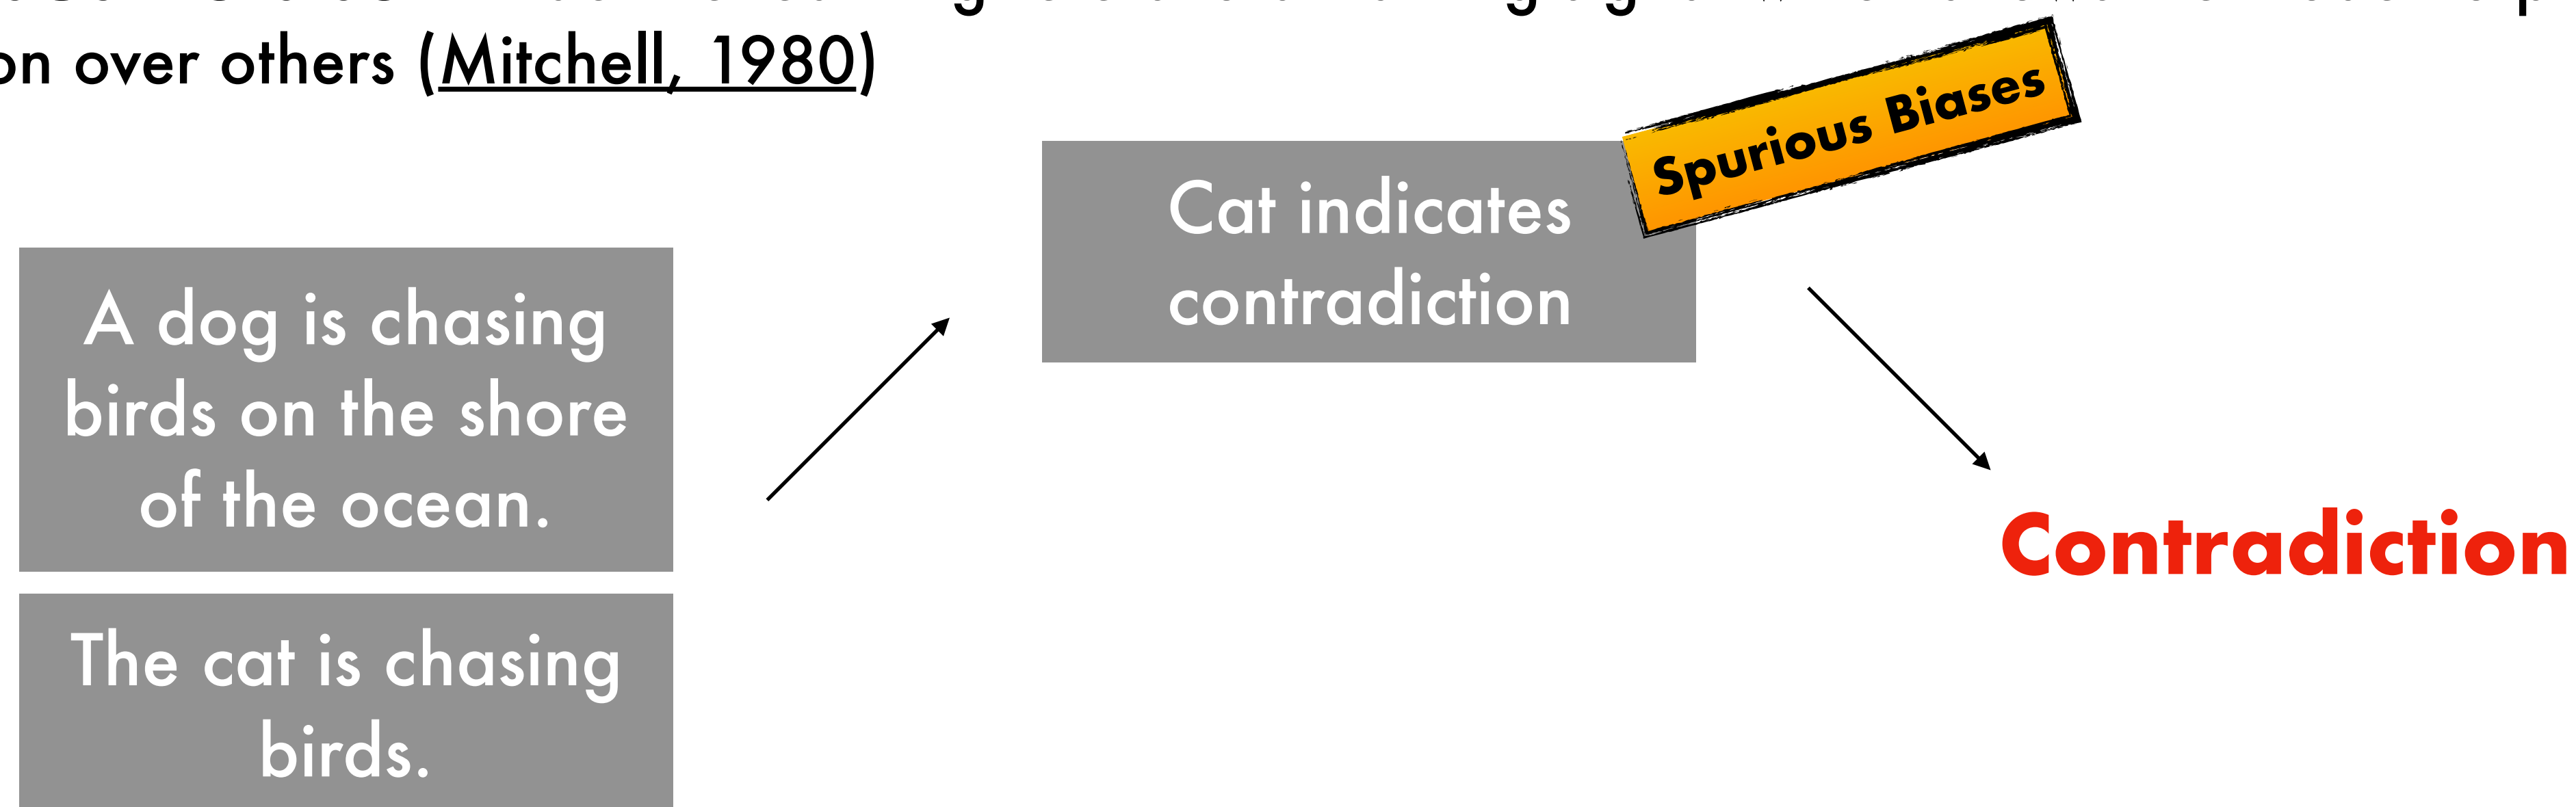 on over others (Mitchell, 1980)
Spurious Biases
Cat indicates
contradiction
A dog is chasing
birds on the shore
of the ocean.
Contradiction
The cat is chasing
birds.